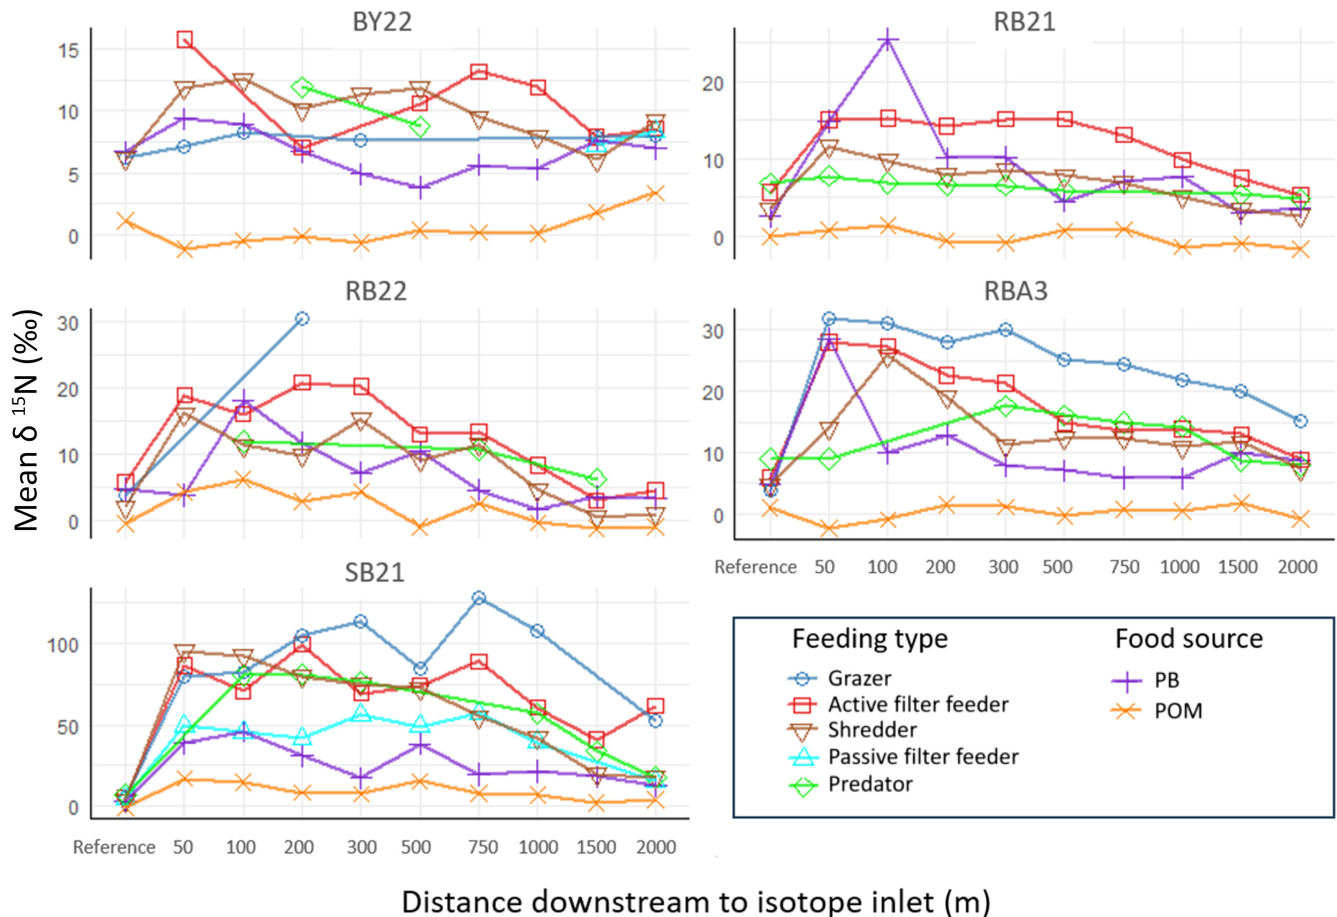 BY22
15
10
5
0
RB21
20
10
0
RB22
30
20
10
0
RBA3
30
20
10
0
Reference 50 100 200 300 500 750 1000 1500 2000
SB21
100
50
0
Reference 50 100 200 300 500 750 1000 1500 2000
Mean δ ¹⁵N (‰)
Distance downstream to isotope inlet (m)
Feeding type
Grazer
Active filter feeder
Shredder
Passive filter feeder
Predator
Food source
PB
POM